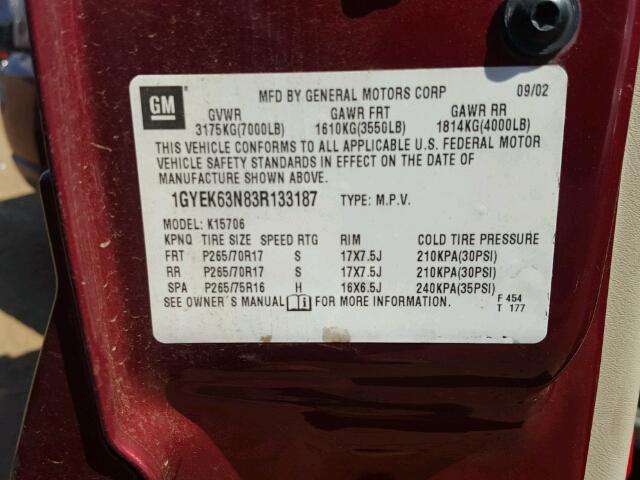 GM
MFD BY GENERAL MOTORS CORP 09/02
GVWR GAWR FRT GAWR RR
3175KG(7000LB) 1610KG(3550LB) 1814KG(4000LB)
THIS VEHICLE CONFORMS TO ALL APPLICABLE U.S. FEDERAL MOTOR
VEHICLE SAFETY STANDARDS IN EFFECT ON THE DATE OF
MANUFACTURE SHOWN ABOVE.
1GYEK63N83R133187 TYPE: M.P.V.
MODEL: K15706
KPNQ TIRE SIZE SPEED RTG RIM COLD TIRE PRESSURE
FRT P265/70R17 S 17X7.5J 210KPA(30PSI)
RR P265/70R17 S 17X7.5J 210KPA(30PSI)
SPA P265/75R16 H 16X6.5J 240KPA(35PSI)
SEE OWNER'S MANUAL FOR MORE INFORMATION.
F 454
T 177